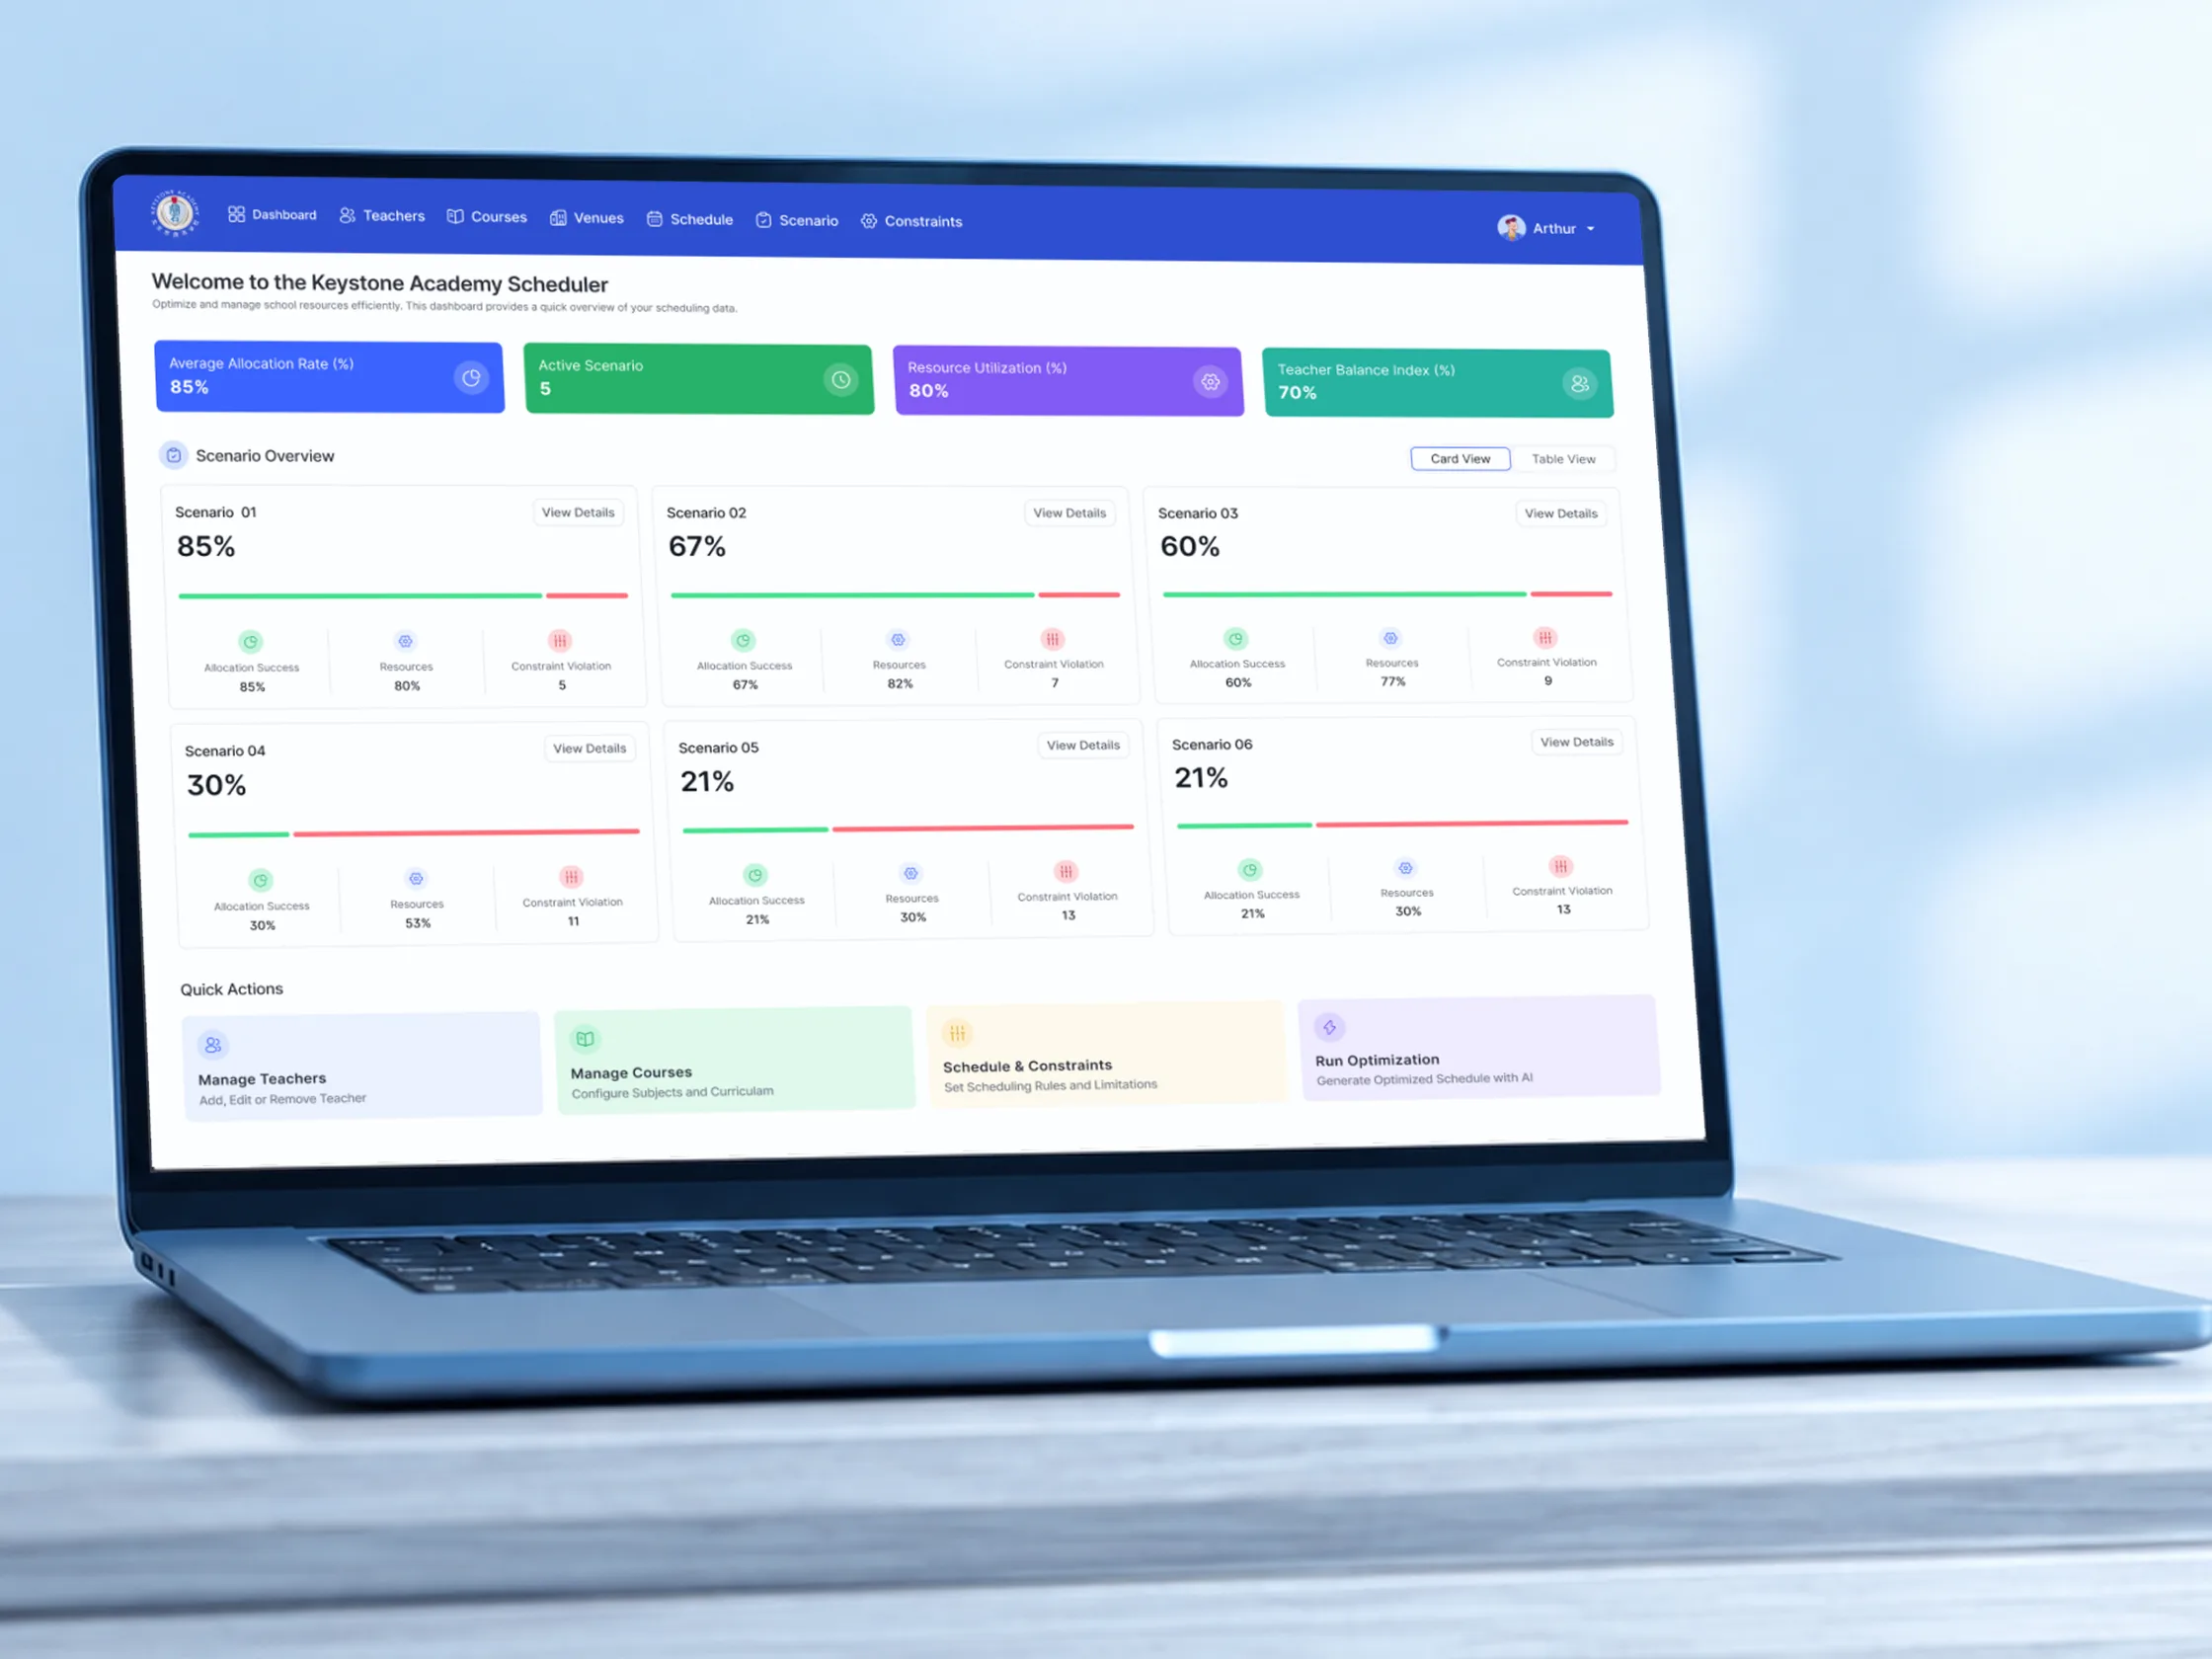 Dashboard Teachers Courses Venues Schedule Scenario Constraints Arthur
Welcome to the Keystone Academy Scheduler
Optimize and manage school resources efficiently. This dashboard provides a quick overview of your scheduling data.
Average Allocation Rate (%)
85%
Active Scenario
5
Resource Utilization (%)
80%
Teacher Balance Index (%)
70%
Scenario Overview
Card View Table View
Scenario 01 View Details
85%
Allocation Success Resources Constraint Violation
85% 80% 5
Scenario 02 View Details
67%
Allocation Success Resources Constraint Violation
67% 82% 7
Scenario 03 View Details
60%
Allocation Success Resources Constraint Violation
60% 77% 9
Scenario 04 View Details
30%
Allocation Success Resources Constraint Violation
30% 53% 11
Scenario 05 View Details
21%
Allocation Success Resources Constraint Violation
21% 30% 13
Scenario 06 View Details
21%
Allocation Success Resources Constraint Violation
21% 30% 13
Quick Actions
Manage Teachers
Add, Edit or Remove Teacher
Manage Courses
Configure Subjects and Curriculam
Schedule & Constraints
Set Scheduling Rules and Limitations
Run Optimization
Generate Optimized Schedule with AI